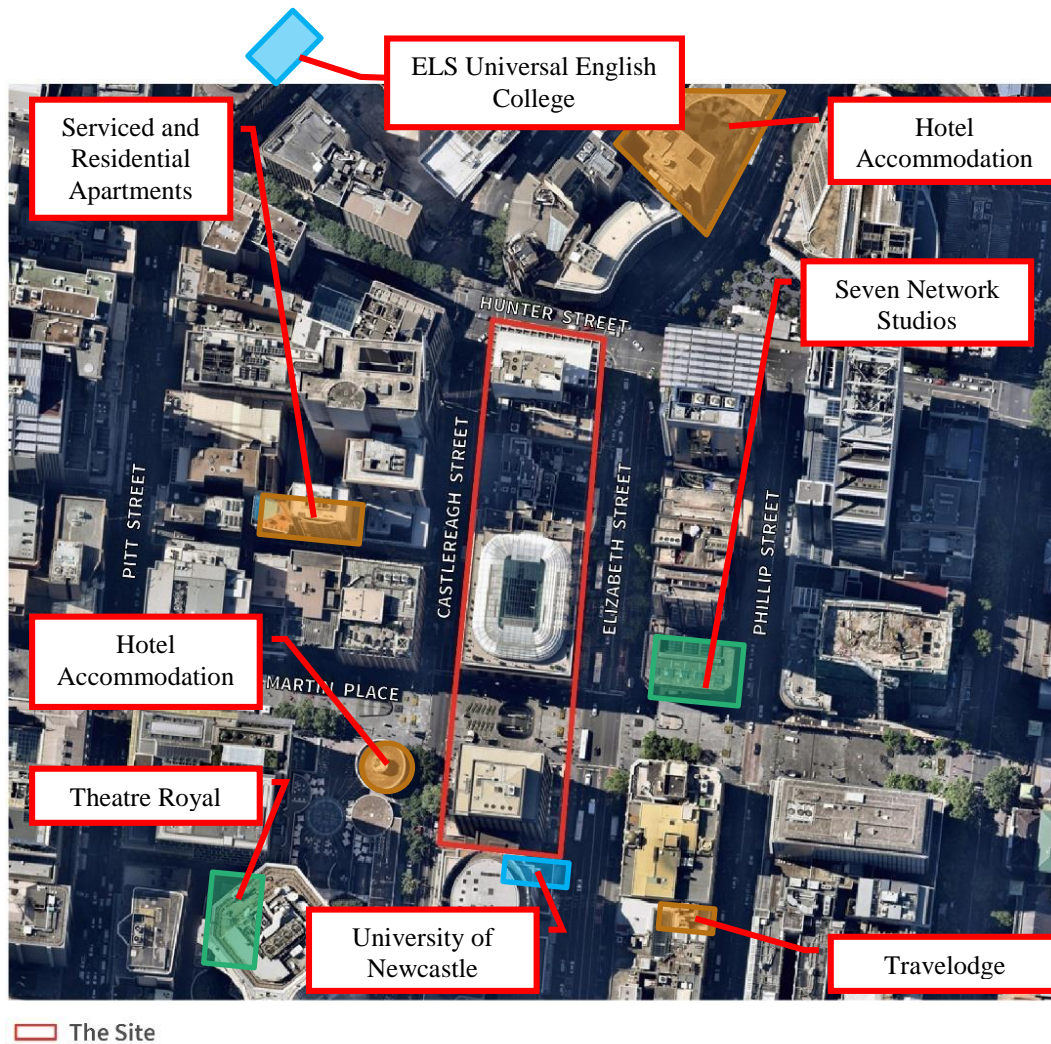 ELS Universal English
College
Serviced and
Residential
Apartments
Hotel
Accommodation
Seven Network
Studios
HUNTER STREET
CASTLEREAGH STREET
ELIZABETH STREET
PITT STREET
PHILLIP STREET
Hotel
Accommodation
MARTIN PLACE
Theatre Royal
University of
Newcastle
Travelodge
The Site